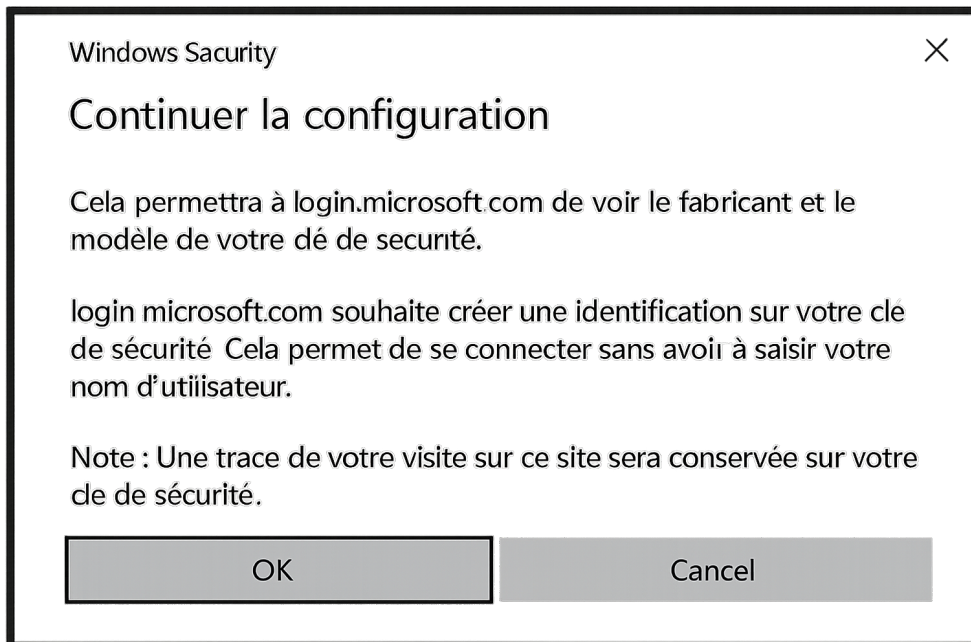 Windows Sacurity
Continuer la configuration
Cela permettra à login.microsoft.com de voir le fabricant et le
modèle de votre dé de securité.
login microsoft.com souhaite créer une identification sur votre clé
de sécurité Cela permet de se connecter sans avoir à saisir votre
nom d'utiiisateur.
Note : Une trace de votre visite sur ce site sera conservée sur votre
cle de sécurité.
OK
Cancel